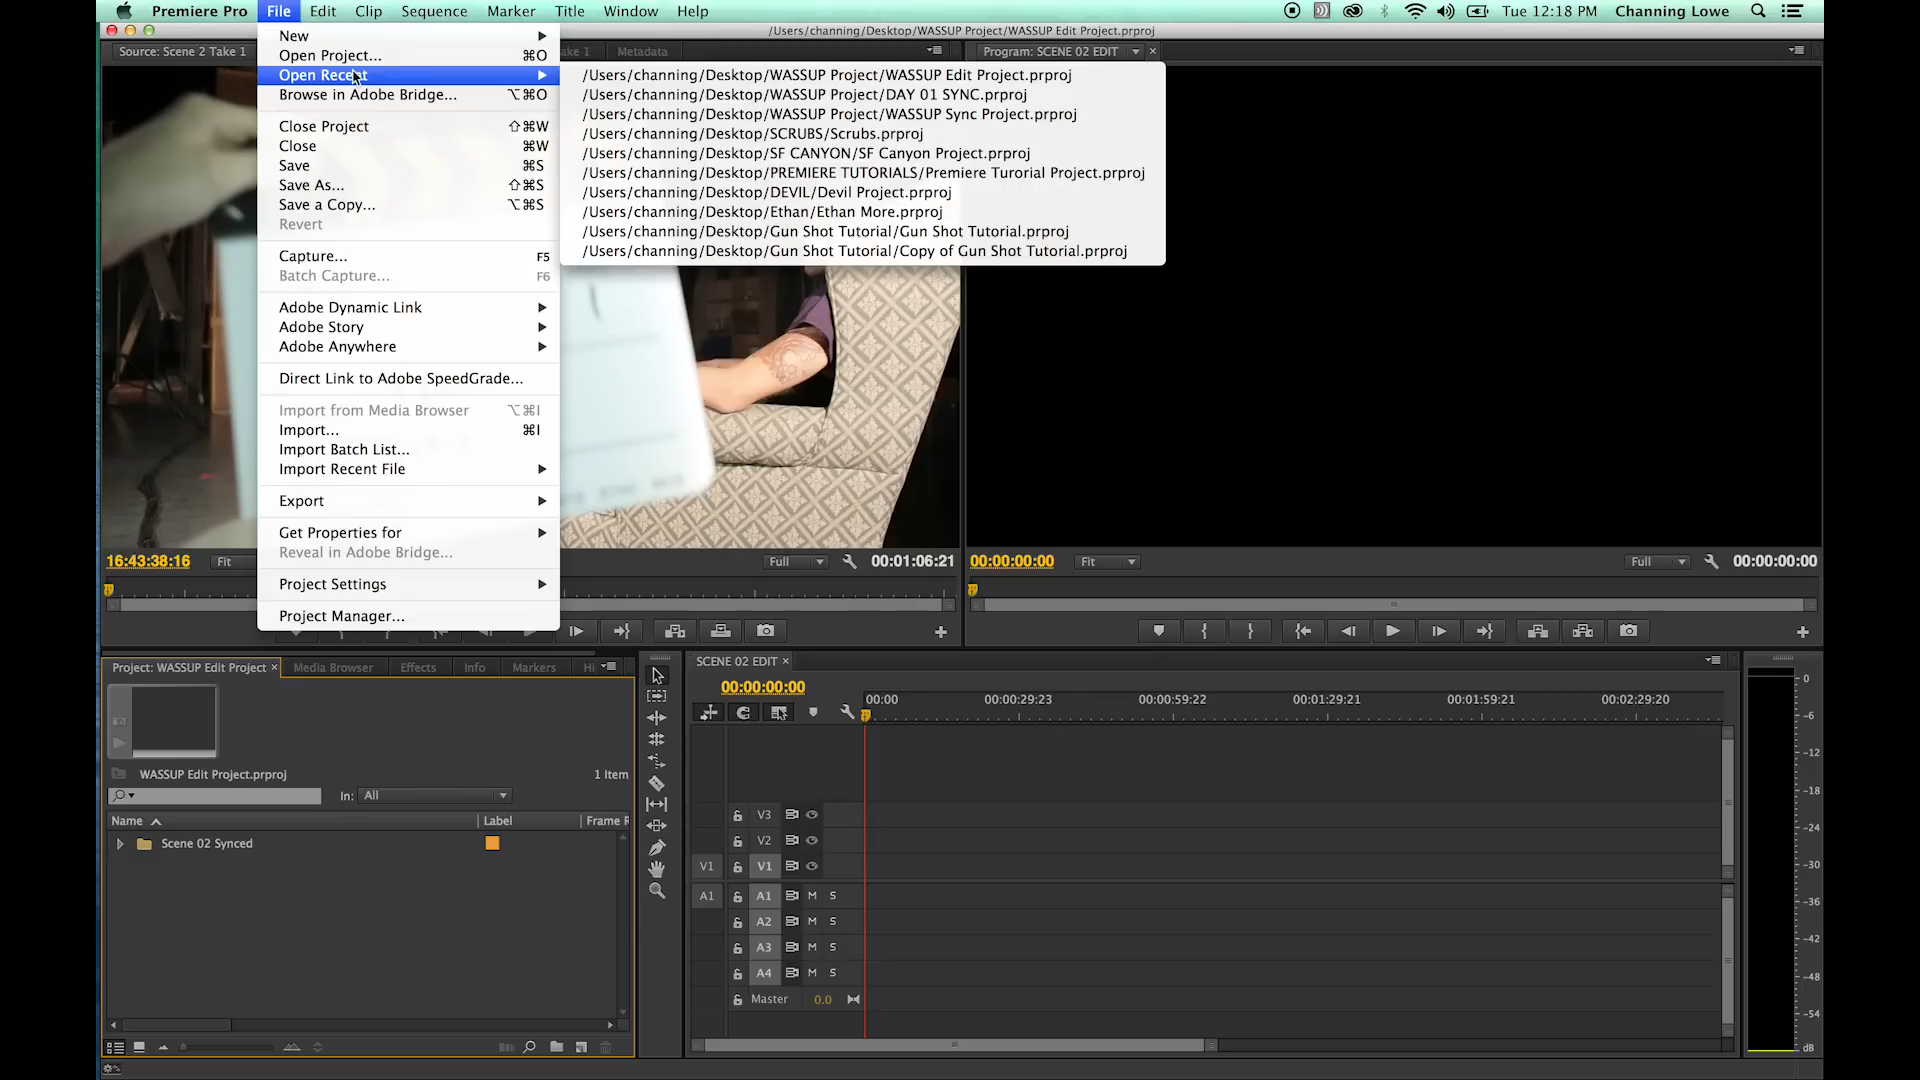 Premiere Pro File Edit Clip Sequence Marker Title Window Help Tue 12:18 PM Channing Lowe
/Users/channing/Desktop/WASSUP Project/WASSUP Edit Project.prproj
Source: Scene 2 Take 1 ake 1 Metadata Program: SCENE 02 EDIT ×
New
Open Project... ⌘O
Open Recent
Browse in Adobe Bridge... ⌥⌘O
Close Project ⇧⌘W
Close ⌘W
Save ⌘S
Save As... ⇧⌘S
Save a Copy... ⌥⌘S
Revert
Capture... F5
Batch Capture... F6
Adobe Dynamic Link
Adobe Story
Adobe Anywhere
Direct Link to Adobe SpeedGrade...
Import from Media Browser ⌥⌘I
Import... ⌘I
Import Batch List...
Import Recent File
Export
Get Properties for
Reveal in Adobe Bridge...
Project Settings
Project Manager...
/Users/channing/Desktop/WASSUP Project/WASSUP Edit Project.prproj
/Users/channing/Desktop/WASSUP Project/DAY 01 SYNC.prproj
/Users/channing/Desktop/WASSUP Project/WASSUP Sync Project.prproj
/Users/channing/Desktop/SCRUBS/Scrubs.prproj
/Users/channing/Desktop/SF CANYON/SF Canyon Project.prproj
/Users/channing/Desktop/PREMIERE TUTORIALS/Premiere Turorial Project.prproj
/Users/channing/Desktop/DEVIL/Devil Project.prproj
/Users/channing/Desktop/Ethan/Ethan More.prproj
/Users/channing/Desktop/Gun Shot Tutorial/Gun Shot Tutorial.prproj
/Users/channing/Desktop/Gun Shot Tutorial/Copy of Gun Shot Tutorial.prproj
16:43:38:16 Fit Full 00:01:06:21 00:00:00:00 Fit Full 00:00:00:00
Project: WASSUP Edit Project × Media Browser Effects Info Markers Hi
WASSUP Edit Project.prproj 1 Item
In: All
Name Label Frame R
Scene 02 Synced
SCENE 02 EDIT ×
00:00:00:00
00:00 00:00:29:23 00:00:59:22 00:01:29:21 00:01:59:21 00:02:29:20
V3
V2
V1 V1
A1 A1 M S
A2 M S
A3 M S
A4 M S
Master 0.0
0
-6
-12
-18
-24
-30
-36
-42
-48
-54
dB